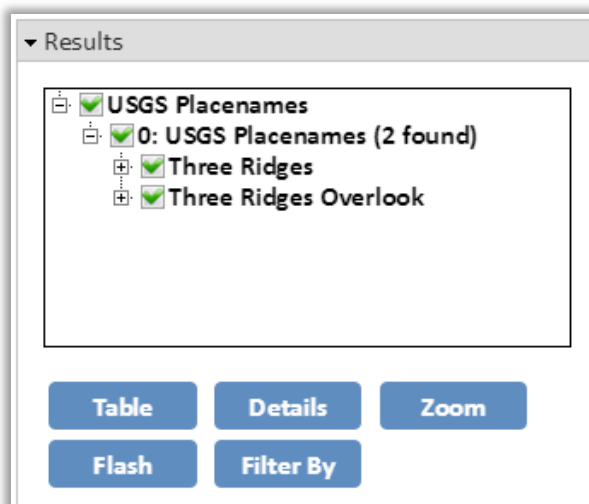 Results
USGS Placenames
0: USGS Placenames (2 found)
Three Ridges
Three Ridges Overlook
Table Details Zoom
Flash Filter By